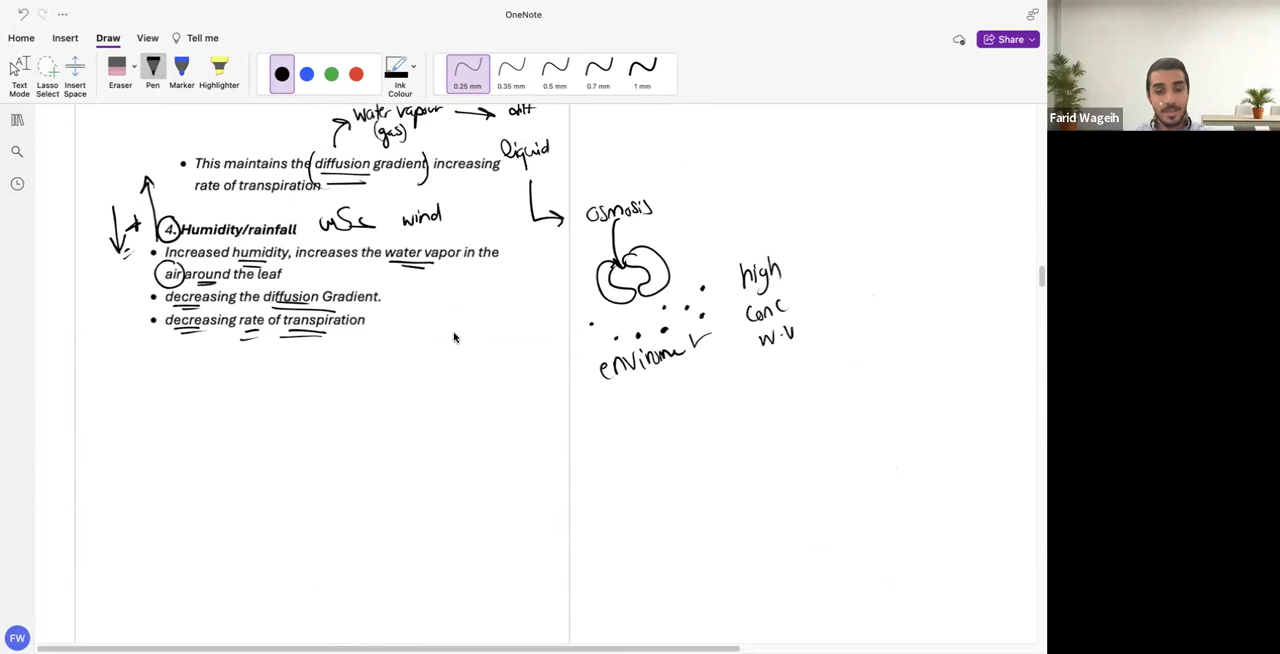 OneNote
Home Insert Draw View Tell me
Share
Text Mode
Lasso Select
Insert Space
Eraser
Pen
Marker
Highlighter
Ink Colour
0.25 mm
0.35 mm
0.5 mm
0.7 mm
1 mm
Farid Wageih
Water vapour
(gas)
diff
liquid
• This maintains the (diffusion gradient) increasing
rate of transpiration
osmosis
4. Humidity/rainfall
wind
• Increased humidity, increases the water vapor in the
air around the leaf
• decreasing the diffusion Gradient.
• decreasing rate of transpiration
high
conc
w.v
FW